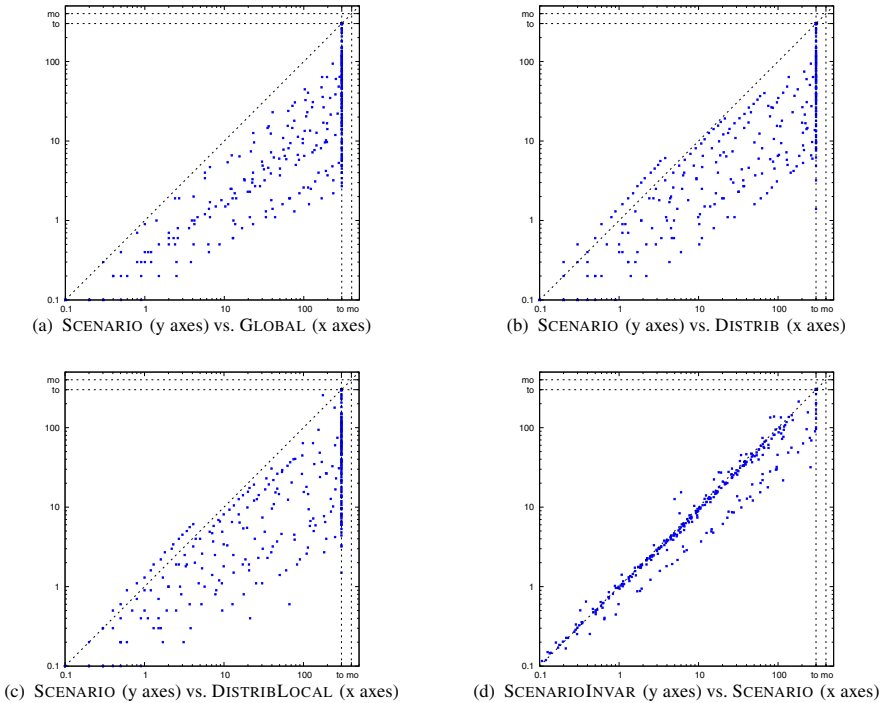 mo
to
100
10
1
0.1
0.1 1 10 100 to mo
(a) SCENARIO (y axes) vs. GLOBAL (x axes)
mo
to
100
10
1
0.1
0.1 1 10 100 to mo
(b) SCENARIO (y axes) vs. DISTRIB (x axes)
mo
to
100
10
1
0.1
0.1 1 10 100 to mo
(c) SCENARIO (y axes) vs. DISTRIBLOCAL (x axes)
mo
to
100
10
1
0.1
0.1 1 10 100 to mo
(d) SCENARIOINVAR (y axes) vs. SCENARIO (x axes)